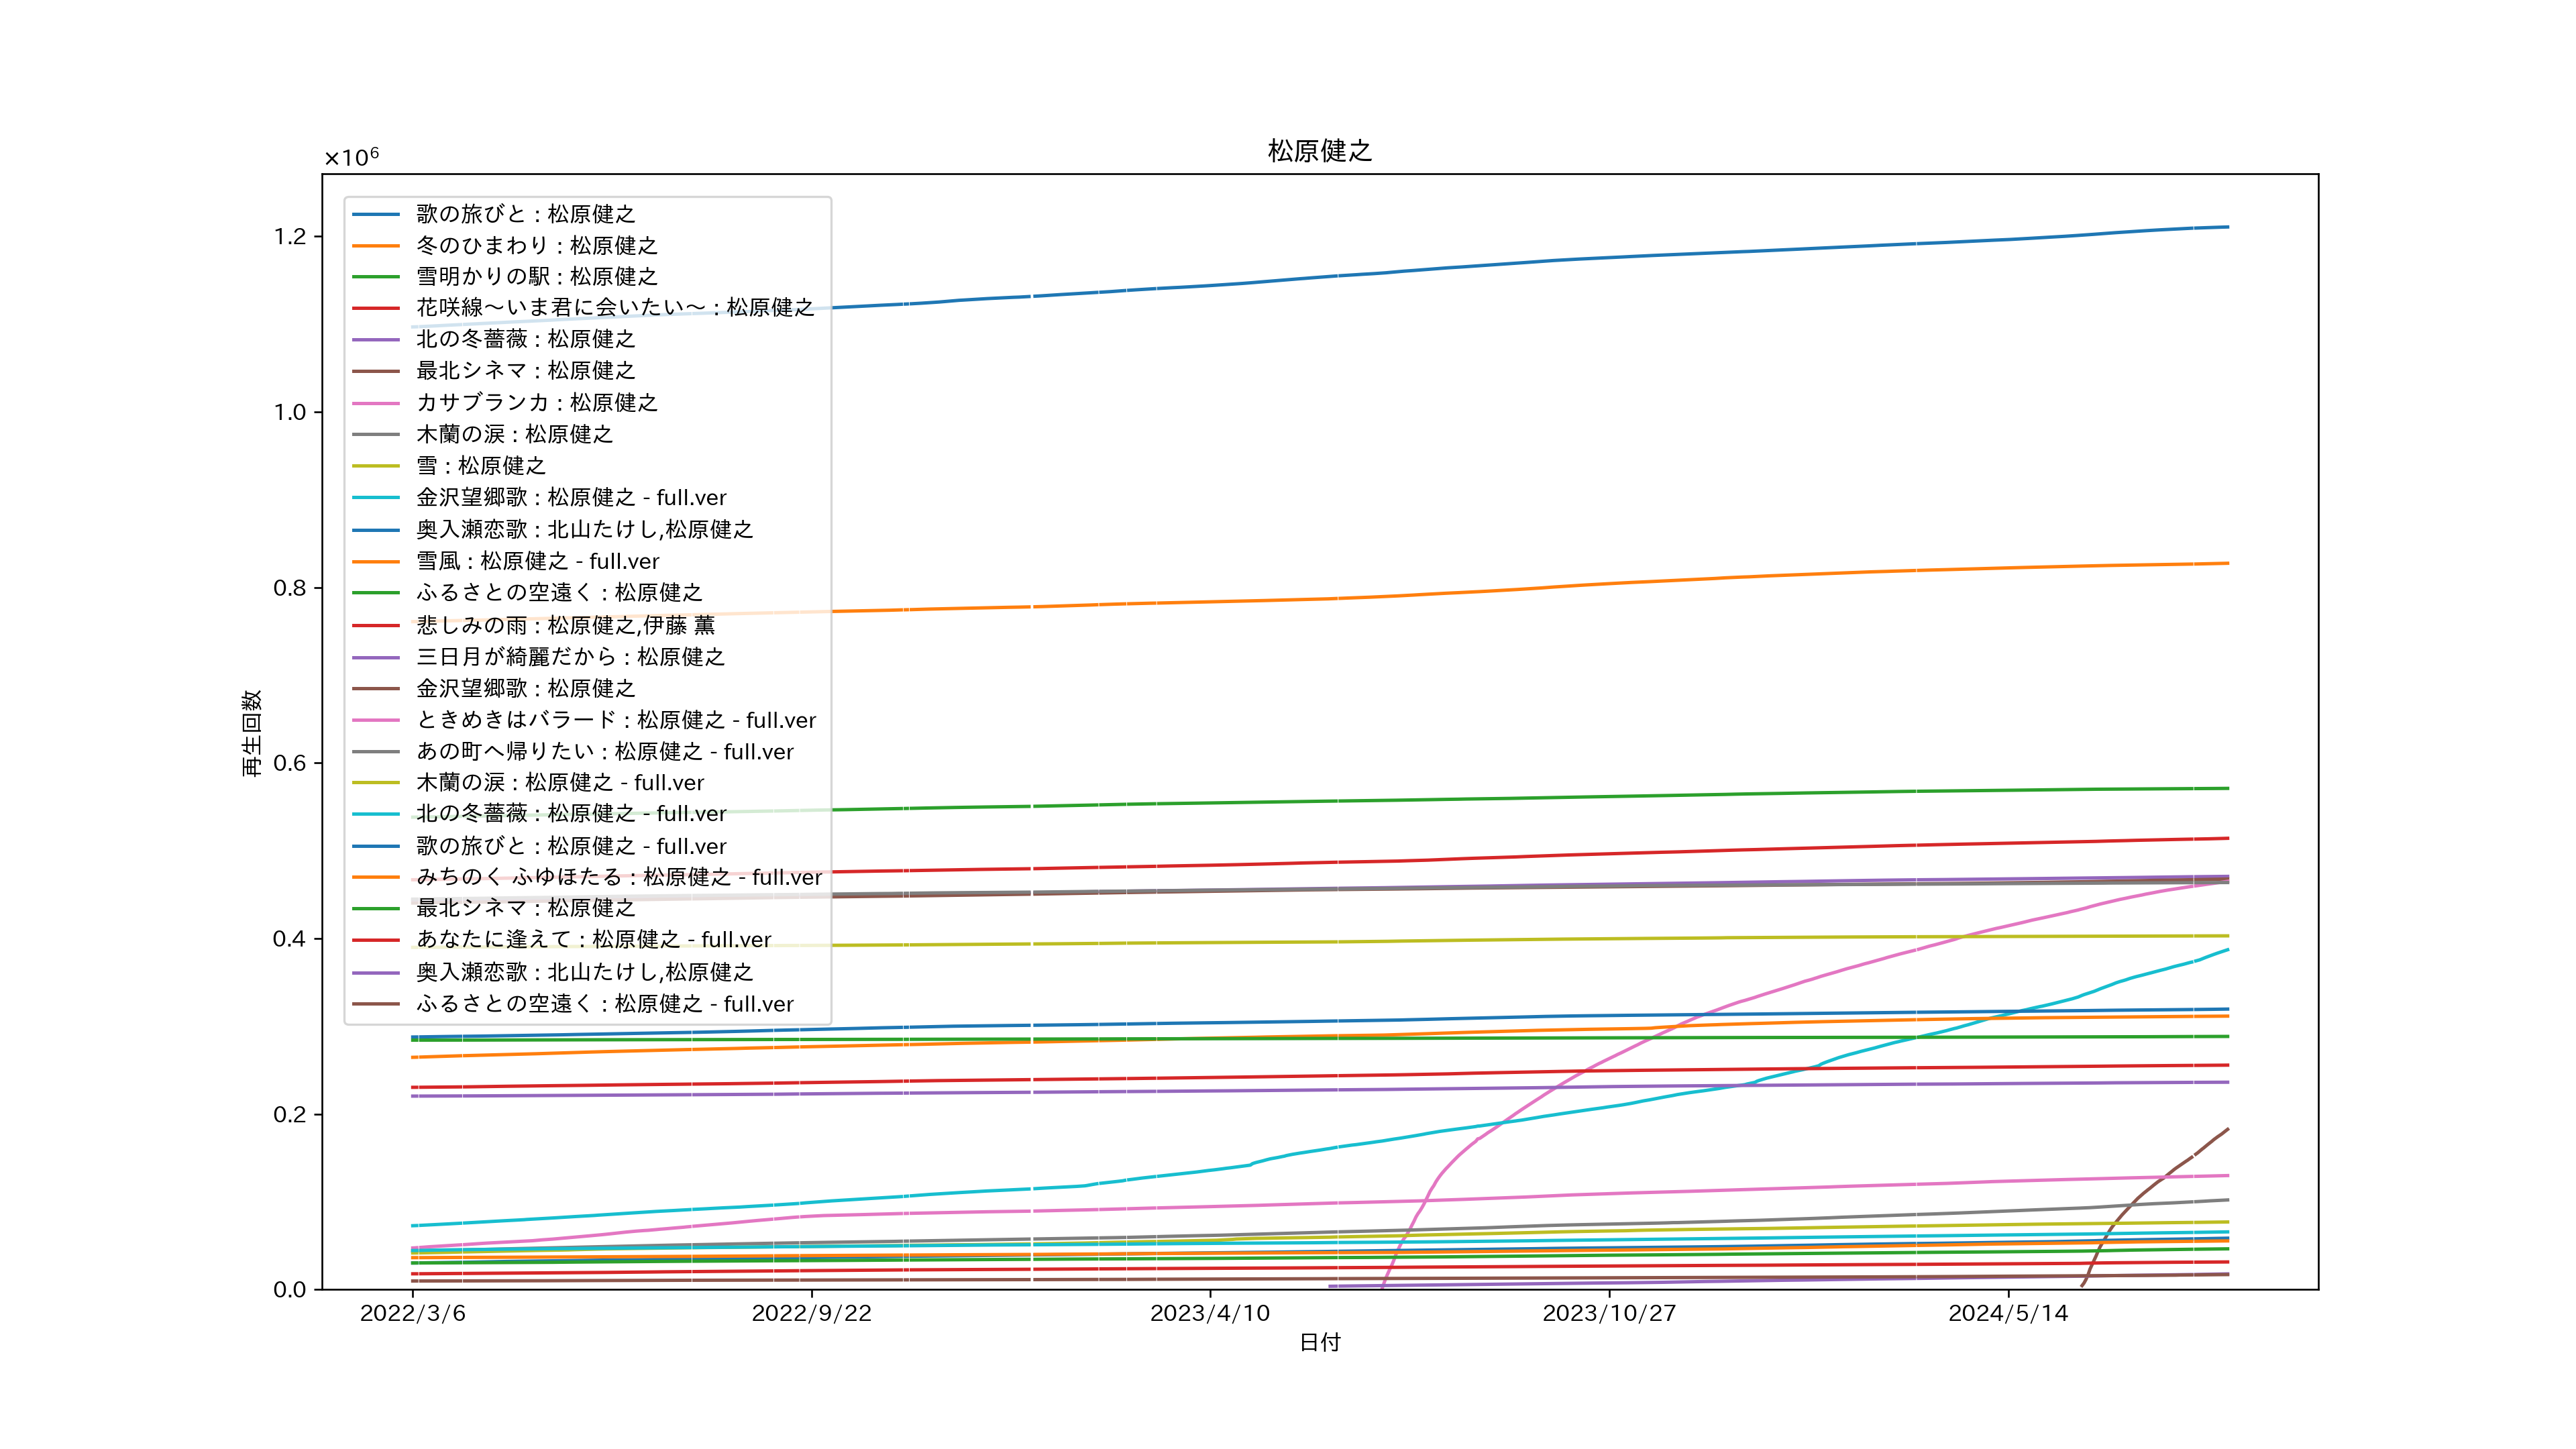 松原健之
×10⁶
歌の旅びと : 松原健之
冬のひまわり : 松原健之
雪明かりの駅 : 松原健之
花咲線～いま君に会いたい～ : 松原健之
北の冬薔薇 : 松原健之
最北シネマ : 松原健之
カサブランカ : 松原健之
木蘭の涙 : 松原健之
雪 : 松原健之
金沢望郷歌 : 松原健之 - full.ver
奥入瀬恋歌 : 北山たけし,松原健之
雪風 : 松原健之 - full.ver
ふるさとの空遠く : 松原健之
悲しみの雨 : 松原健之,伊藤 薫
三日月が綺麗だから : 松原健之
金沢望郷歌 : 松原健之
ときめきはバラード : 松原健之 - full.ver
あの町へ帰りたい : 松原健之 - full.ver
木蘭の涙 : 松原健之 - full.ver
北の冬薔薇 : 松原健之 - full.ver
歌の旅びと : 松原健之 - full.ver
みちのく ふゆほたる : 松原健之 - full.ver
最北シネマ : 松原健之
あなたに逢えて : 松原健之 - full.ver
奥入瀬恋歌 : 北山たけし,松原健之
ふるさとの空遠く : 松原健之 - full.ver
1.2
1.0
0.8
0.6
0.4
0.2
0.0
再生回数
2022/3/6
2022/9/22
2023/4/10
2023/10/27
2024/5/14
日付